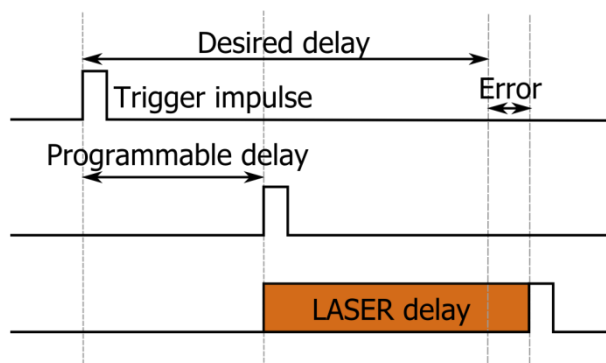 Desired delay
Error
Trigger impulse
Programmable delay
LASER delay